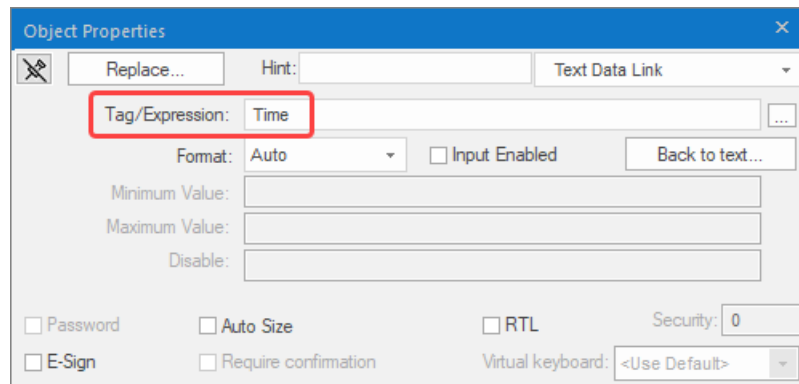 Object Properties
Replace... Hint: Text Data Link
Tag/Expression: Time ...
Format: Auto Input Enabled Back to text...
Minimum Value:
Maximum Value:
Disable:
Password Auto Size RTL Security: 0
E-Sign Require confirmation Virtual keyboard: <Use Default>